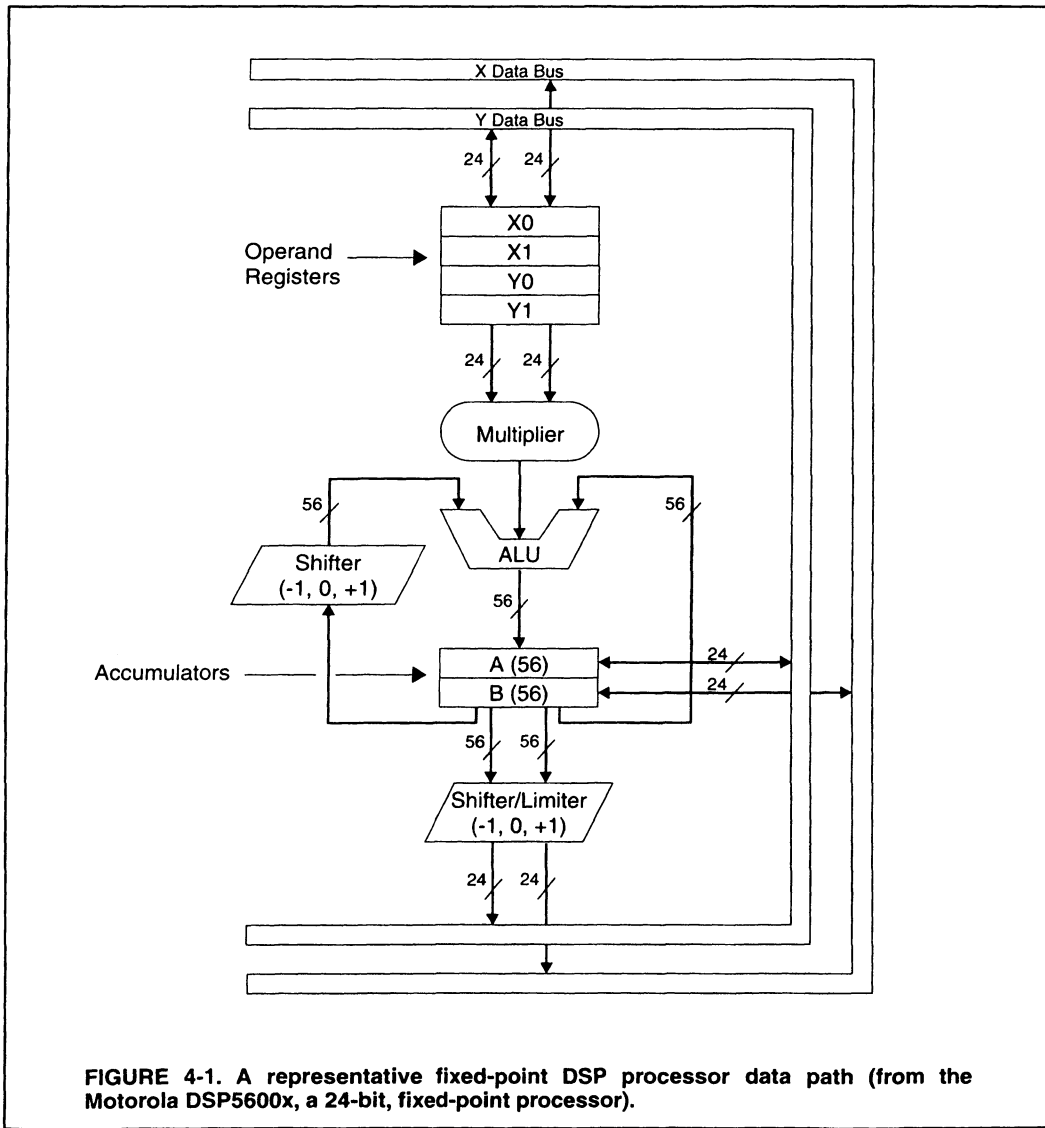 X Data Bus
Y Data Bus
24
24
X0
X1
Y0
Y1
Operand
Registers
24
24
Multiplier
56
56
ALU
Shifter
(-1, 0, +1)
56
Accumulators
A (56)
B (56)
24
24
56
56
Shifter/Limiter
(-1, 0, +1)
24
24
FIGURE 4-1. A representative fixed-point DSP processor data path (from the
Motorola DSP5600x, a 24-bit, fixed-point processor).